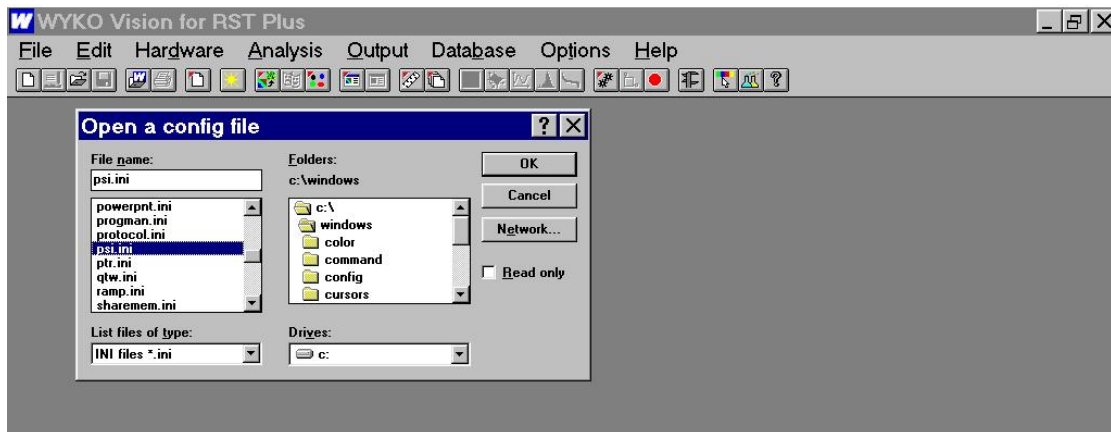 W WYKO Vision for RST Plus
File Edit Hardware Analysis Output Database Options Help
Open a config file
File name:
psi.ini
powerpnt.ini
progman.ini
protocol.ini
psi.ini
ptr.ini
qtw.ini
ramp.ini
sharemem.ini
List files of type:
INI files *.ini
Folders:
c:\windows
c:\
windows
color
command
config
cursors
Drives:
c:
OK
Cancel
Network...
Read only